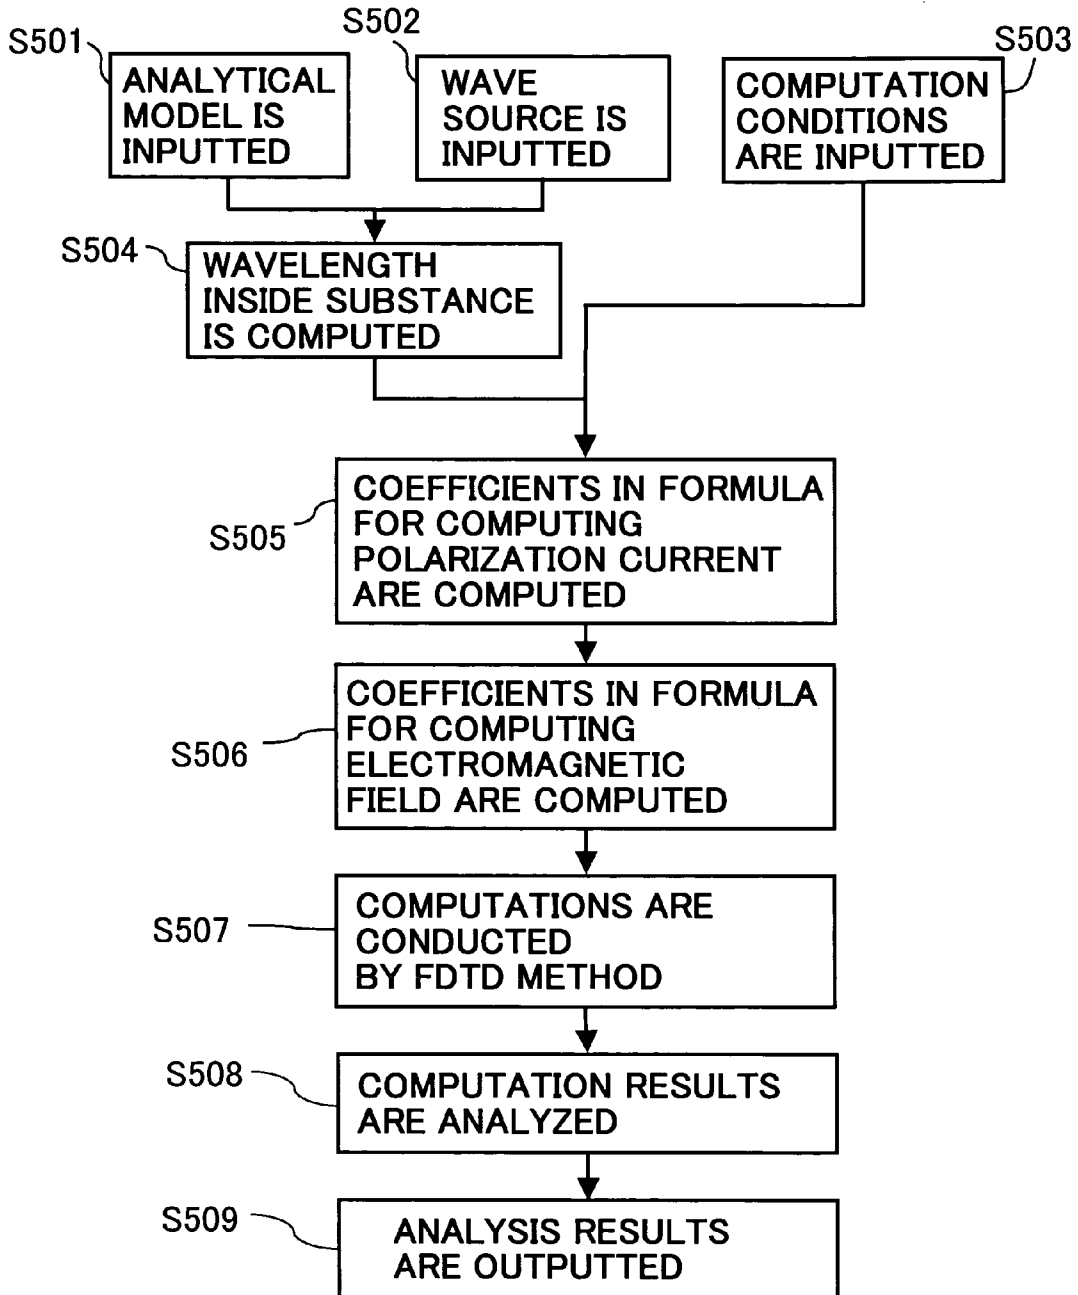 S501
ANALYTICAL
MODEL IS
INPUTTED
S502
WAVE
SOURCE IS
INPUTTED
S503
COMPUTATION
CONDITIONS
ARE INPUTTED
S504
WAVELENGTH
INSIDE SUBSTANCE
IS COMPUTED
S505
COEFFICIENTS IN FORMULA
FOR COMPUTING
POLARIZATION CURRENT
ARE COMPUTED
S506
COEFFICIENTS IN FORMULA
FOR COMPUTING
ELECTROMAGNETIC
FIELD ARE COMPUTED
S507
COMPUTATIONS ARE
CONDUCTED
BY FDTD METHOD
S508
COMPUTATION RESULTS
ARE ANALYZED
S509
ANALYSIS RESULTS
ARE OUTPUTTED